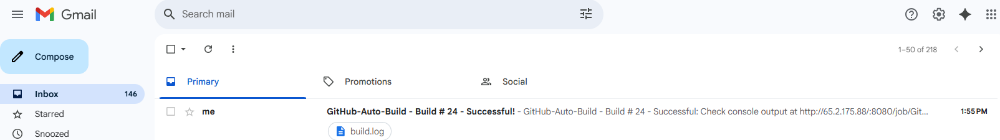 Gmail
Search mail
Compose
1–50 of 218
Primary
Promotions
Social
Inbox 146
me GitHub-Auto-Build - Build # 24 - Successful! - GitHub-Auto-Build - Build # 24 - Successful: Check console output at http://65.2.175.88/:8080/job/Git... 1:55 PM
Starred
build.log
Snoozed